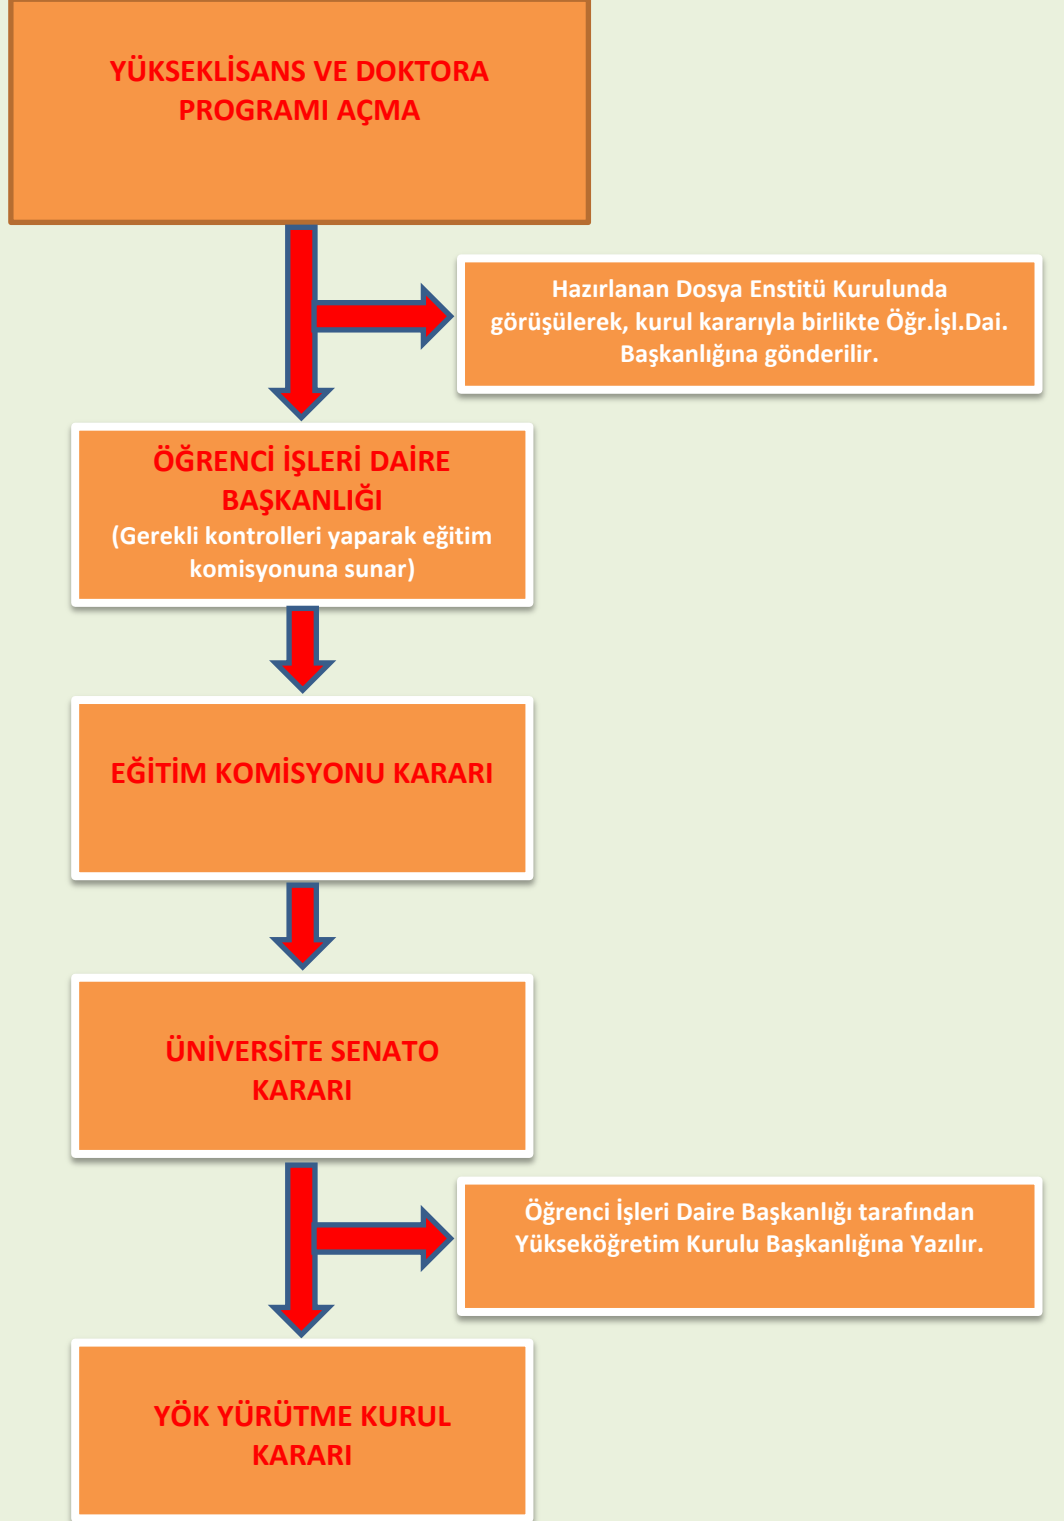 YÜKSEKLİSANS VE DOKTORA
PROGRAMI AÇMA
Hazırlanan Dosya Enstitü Kurulunda
görüşülerek, kurul kararıyla birlikte Öğr.İşl.Dai.
Başkanlığına gönderilir.
ÖĞRENCİ İŞLERİ DAİRE
BAŞKANLIĞI
(Gerekli kontrolleri yaparak eğitim
komisyonuna sunar)
EĞİTİM KOMİSYONU KARARI
ÜNİVERSİTE SENATO
KARARI
Öğrenci İşleri Daire Başkanlığı tarafından
Yükseköğretim Kurulu Başkanlığına Yazılır.
YÖK YÜRÜTME KURUL
KARARI